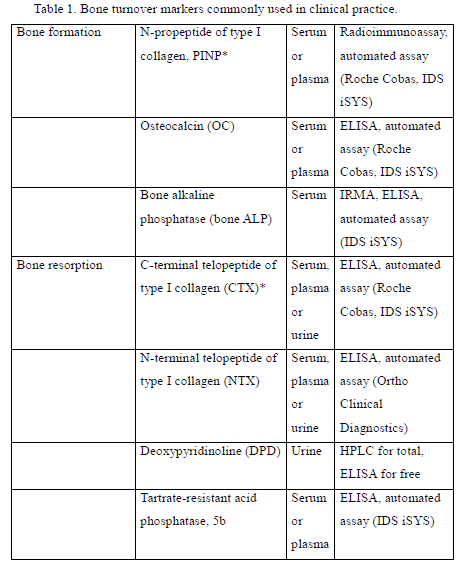 Table 1. Bone turnover markers commonly used in clinical practice.
Bone formation
N-propeptide of type I
collagen, PINP*
Serum
or
plasma
Radioimmunoassay,
automated assay
(Roche Cobas, IDS
iSYS)
Osteocalcin (OC)
Serum
or
plasma
ELISA, automated
assay (Roche
Cobas, IDS iSYS)
Bone alkaline
phosphatase (bone ALP)
Serum
IRMA, ELISA,
automated assay
(IDS iSYS)
Bone resorption
C-terminal telopeptide of
type I collagen (CTX)*
Serum,
plasma
or
urine
ELISA, automated
assay (Roche
Cobas, IDS iSYS)
N-terminal telopeptide of
type I collagen (NTX)
Serum,
plasma
or
urine
ELISA, automated
assay (Ortho
Clinical
Diagnostics)
Deoxypyridinoline (DPD)
Urine
HPLC for total,
ELISA for free
Tartrate-resistant acid
phosphatase, 5b
Serum
or
plasma
ELISA, automated
assay (IDS iSYS)